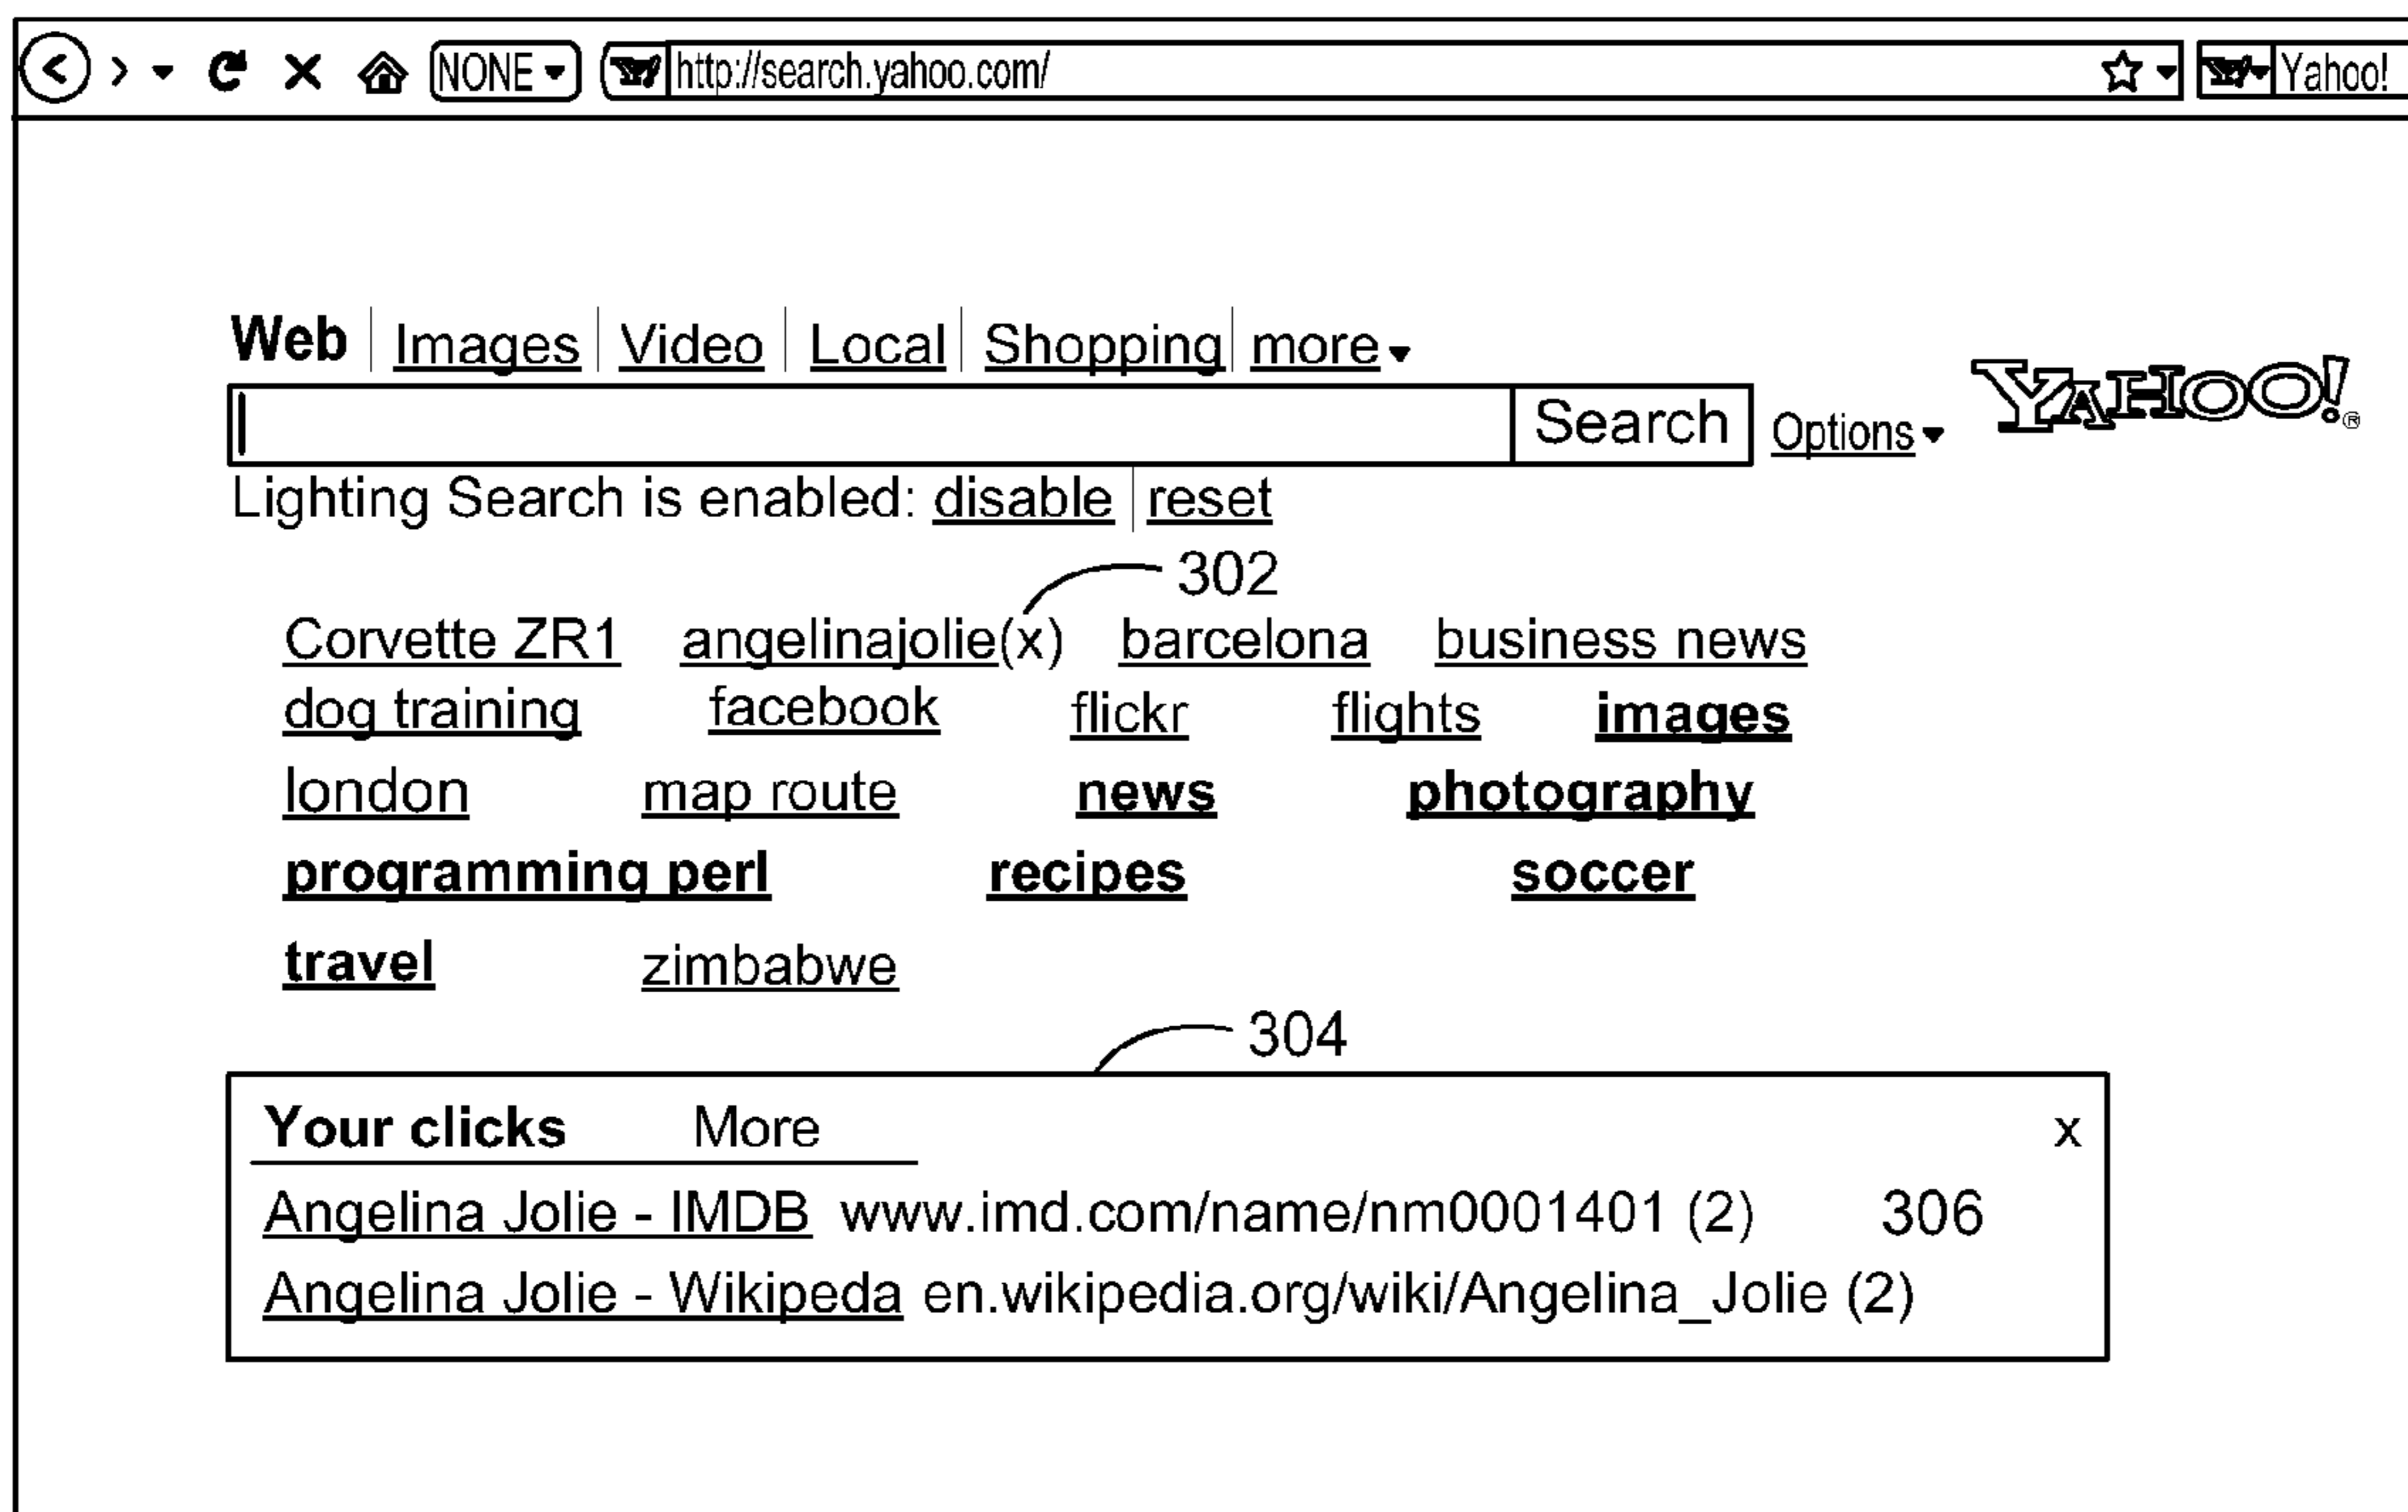 NONE http://search.yahoo.com/ Yahoo!
Web Images Video Local Shopping more
Search Options YAHOO!®
Lighting Search is enabled: disable reset
302
Corvette ZR1 angelinajolie(x) barcelona business news
dog training facebook flickr flights images
london map route news photography
programming perl recipes soccer
travel zimbabwe
304
Your clicks More x
Angelina Jolie - IMDB www.imd.com/name/nm0001401 (2) 306
Angelina Jolie - Wikipeda en.wikipedia.org/wiki/Angelina_Jolie (2)